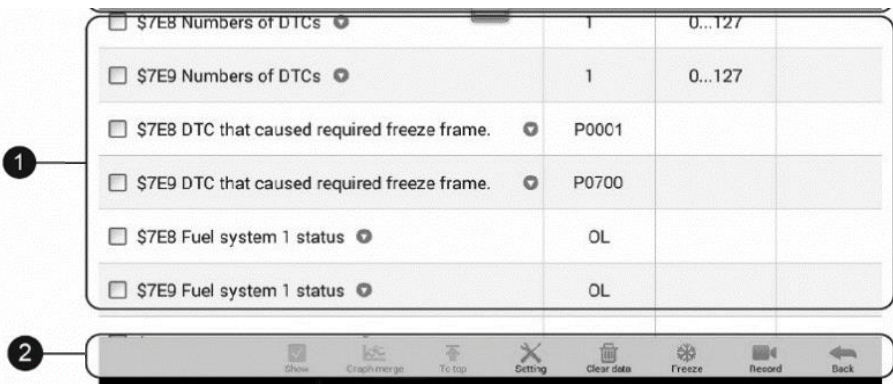 $7E8 Numbers of DTCs 1 0...127
$7E9 Numbers of DTCs 1 0...127
$7E8 DTC that caused required freeze frame. P0001
1
$7E9 DTC that caused required freeze frame. P0700
$7E8 Fuel system 1 status OL
$7E9 Fuel system 1 status OL
2
Show Graph merge To top Setting Clear data Freeze Record Back